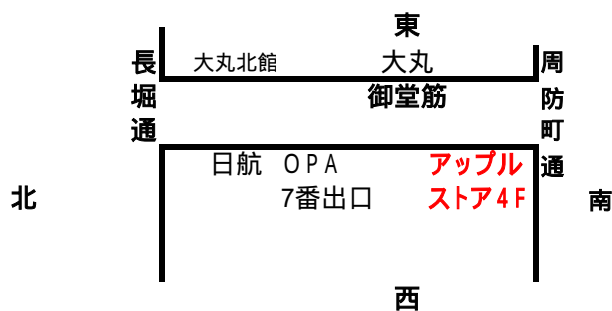 東
長堀通
大丸北館 大丸
周防町通
御堂筋
日航 OPA アップル
7番出口 ストア4F
北
南
西